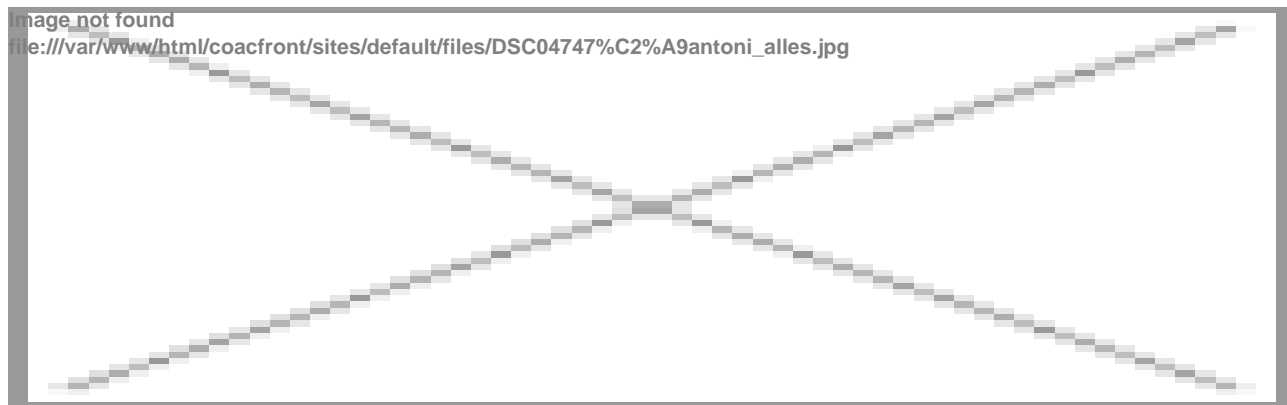 Image not found
file:///var/www/html/coacfront/sites/default/files/DSC04747%C2%A9antoni_alles.jpg